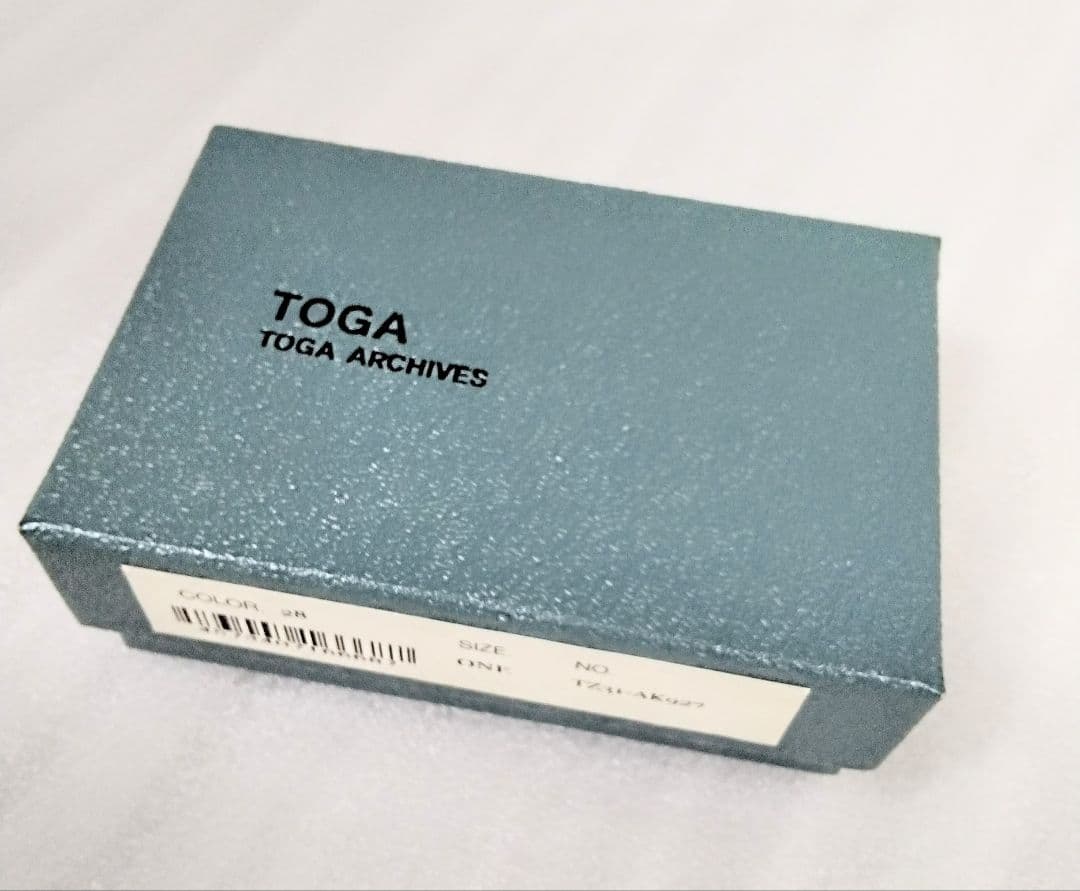 TOGA
TOGA ARCHIVES
COLOR 28
SIZE
ONE
NO.
TZ31-AK927